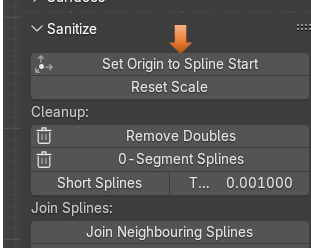 Sanitize
Set Origin to Spline Start
Reset Scale
Cleanup:
Remove Doubles
0-Segment Splines
Short Splines T... 0.001000
Join Splines:
Join Neighbouring Splines